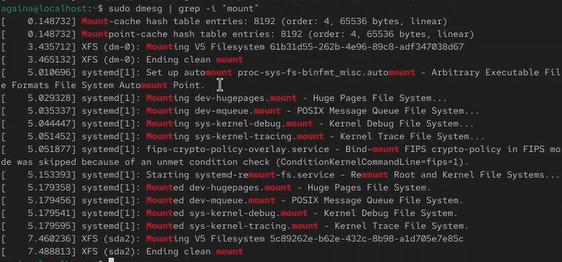 againa@localhost:~$ sudo dmesg | grep -i "mount"
[    0.148732] Mount-cache hash table entries: 8192 (order: 4, 65536 bytes, linear)
[    0.148732] Mountpoint-cache hash table entries: 8192 (order: 4, 65536 bytes, linear)
[    3.435712] XFS (dm-0): Mounting V5 Filesystem 61b31d55-262b-4e96-89c8-adf347038d67
[    3.465132] XFS (dm-0): Ending clean mount
[    5.010696] systemd[1]: Set up automount proc-sys-fs-binfmt_misc.automount - Arbitrary Executable Fil
e Formats File System Automount Point.
[    5.029328] systemd[1]: Mounting dev-hugepages.mount - Huge Pages File System...
[    5.035337] systemd[1]: Mounting dev-mqueue.mount - POSIX Message Queue File System...
[    5.044447] systemd[1]: Mounting sys-kernel-debug.mount - Kernel Debug File System...
[    5.051452] systemd[1]: Mounting sys-kernel-tracing.mount - Kernel Trace File System...
[    5.051877] systemd[1]: fips-crypto-policy-overlay.service - Bind-mount FIPS crypto-policy in FIPS mo
de was skipped because of an unmet condition check (ConditionKernelCommandLine=fips=1).
[    5.153393] systemd[1]: Starting systemd-remount-fs.service - Remount Root and Kernel File Systems...
[    5.179358] systemd[1]: Mounted dev-hugepages.mount - Huge Pages File System.
[    5.179456] systemd[1]: Mounted dev-mqueue.mount - POSIX Message Queue File System.
[    5.179541] systemd[1]: Mounted sys-kernel-debug.mount - Kernel Debug File System.
[    5.179595] systemd[1]: Mounted sys-kernel-tracing.mount - Kernel Trace File System.
[    7.460236] XFS (sda2): Mounting V5 Filesystem 5c89262e-b62e-432c-8b98-a1d705e7e85c
[    7.488813] XFS (sda2): Ending clean mount